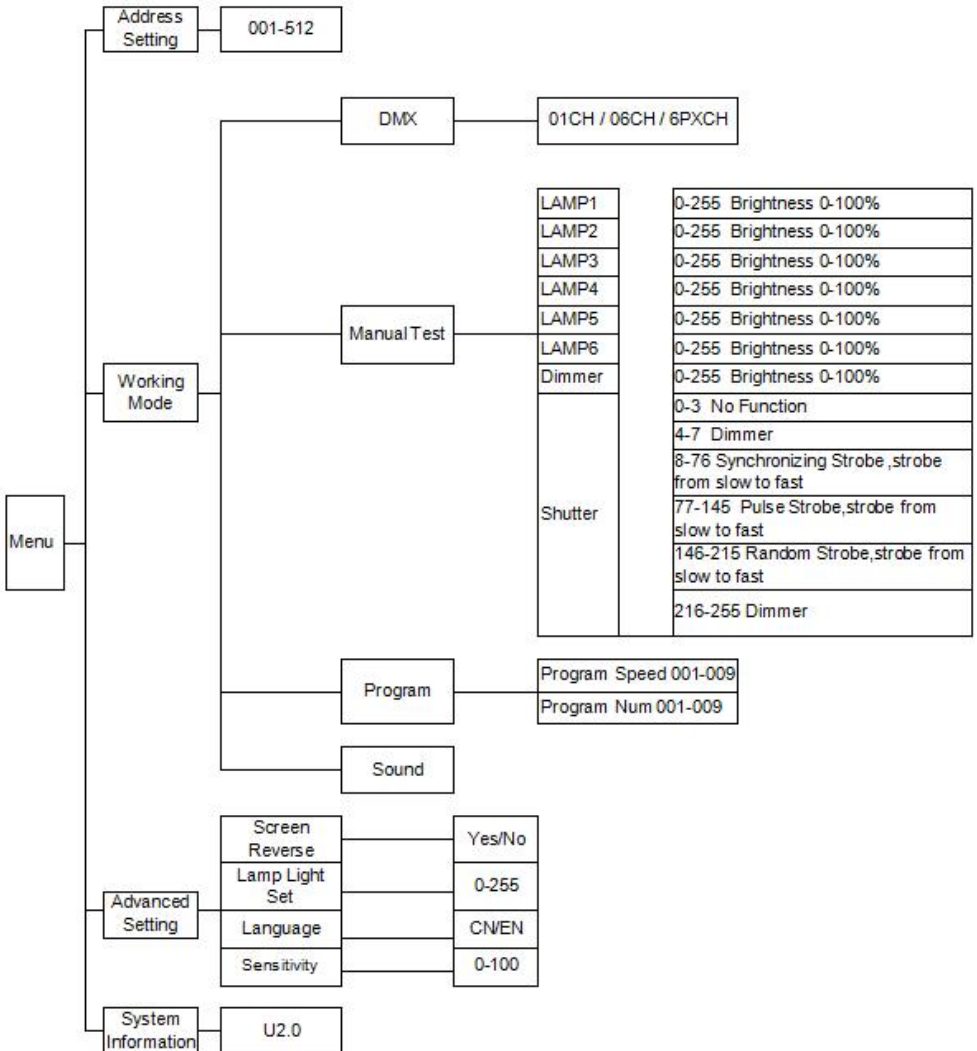 Address
Setting
001-512
DMX
01CH / 06CH / 6PXCH
LAMP1
0-255 Brightness 0-100%
LAMP2
0-255 Brightness 0-100%
LAMP3
0-255 Brightness 0-100%
LAMP4
0-255 Brightness 0-100%
Manual Test
LAMP5
0-255 Brightness 0-100%
LAMP6
0-255 Brightness 0-100%
Working
Mode
Dimmer
0-255 Brightness 0-100%
Shutter
0-3 No Function
4-7 Dimmer
8-76 Synchronizing Strobe ,strobe
from slow to fast
77-145 Pulse Strobe,strobe from
slow to fast
146-215 Random Strobe,strobe from
slow to fast
216-255 Dimmer
Menu
Program
Program Speed 001-009
Program Num 001-009
Sound
Advanced
Setting
Screen
Reverse
Yes/No
Lamp Light
Set
0-255
Language
CN/EN
Sensitivity
0-100
System
Information
U2.0